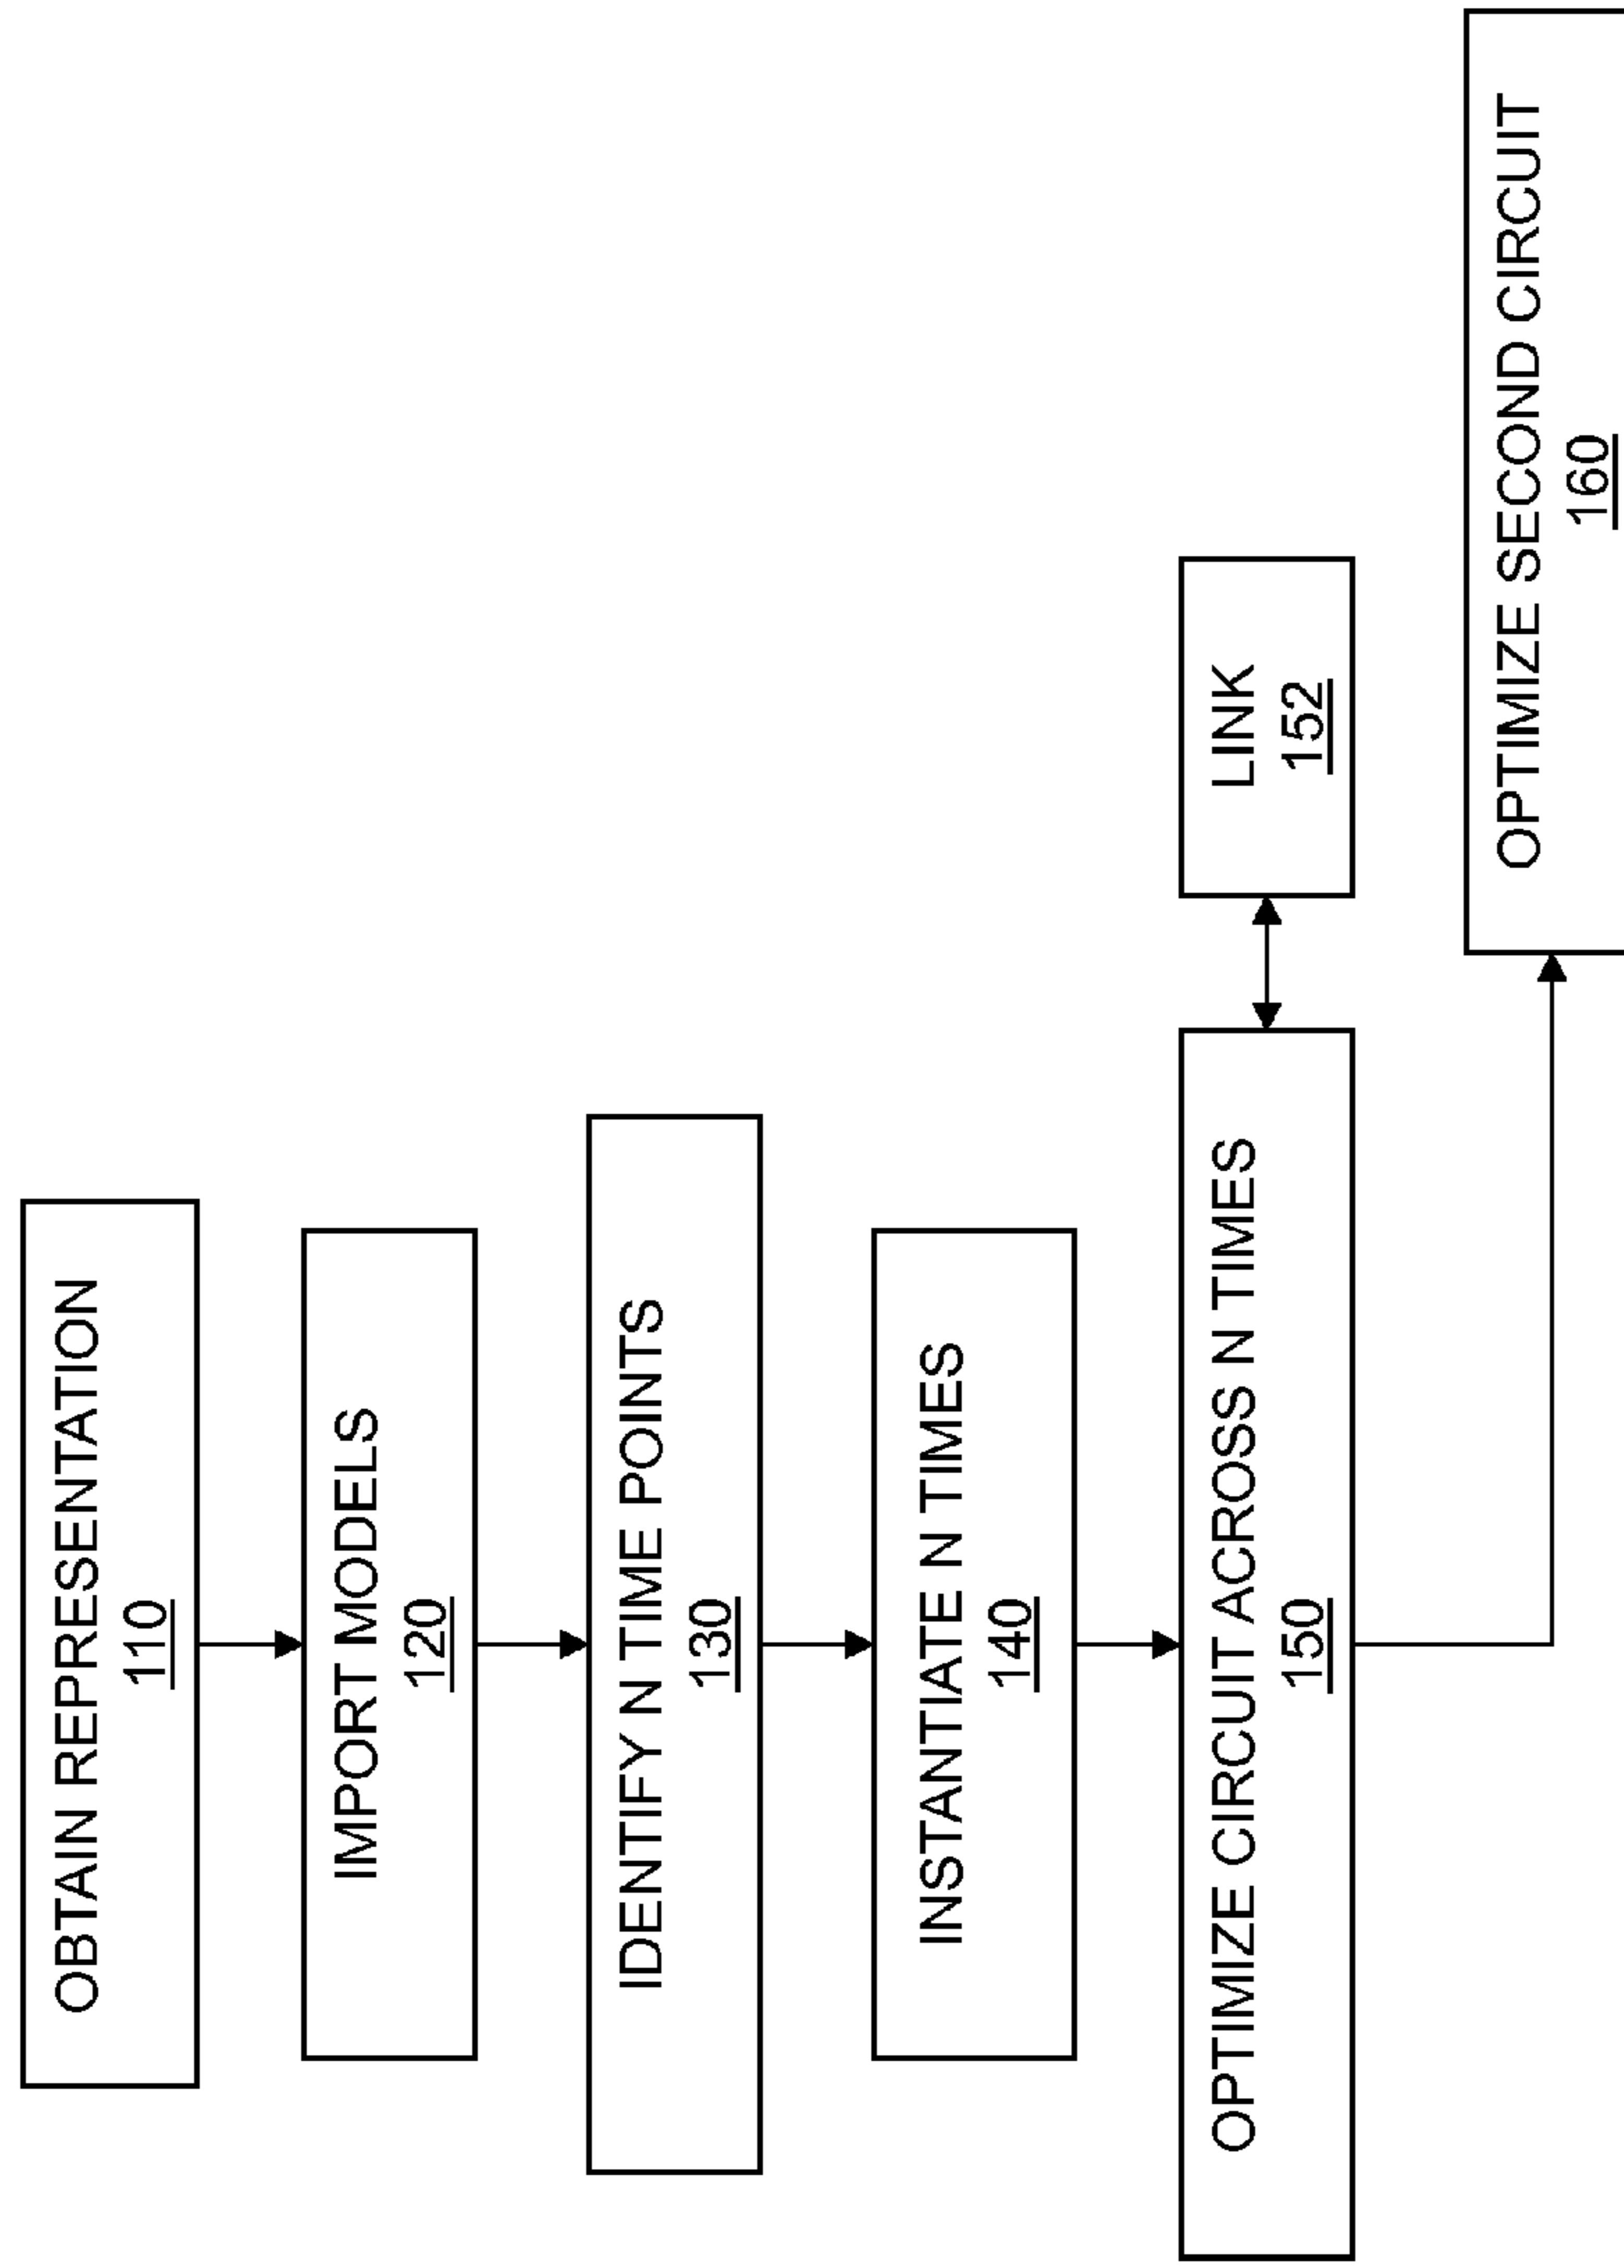 OBTAIN REPRESENTATION
110
IMPORT MODELS
120
IDENTIFY N TIME POINTS
130
INSTANTIATE N TIMES
140
OPTIMIZE CIRCUIT ACROSS N TIMES
150
LINK
152
OPTIMIZE SECOND CIRCUIT
160